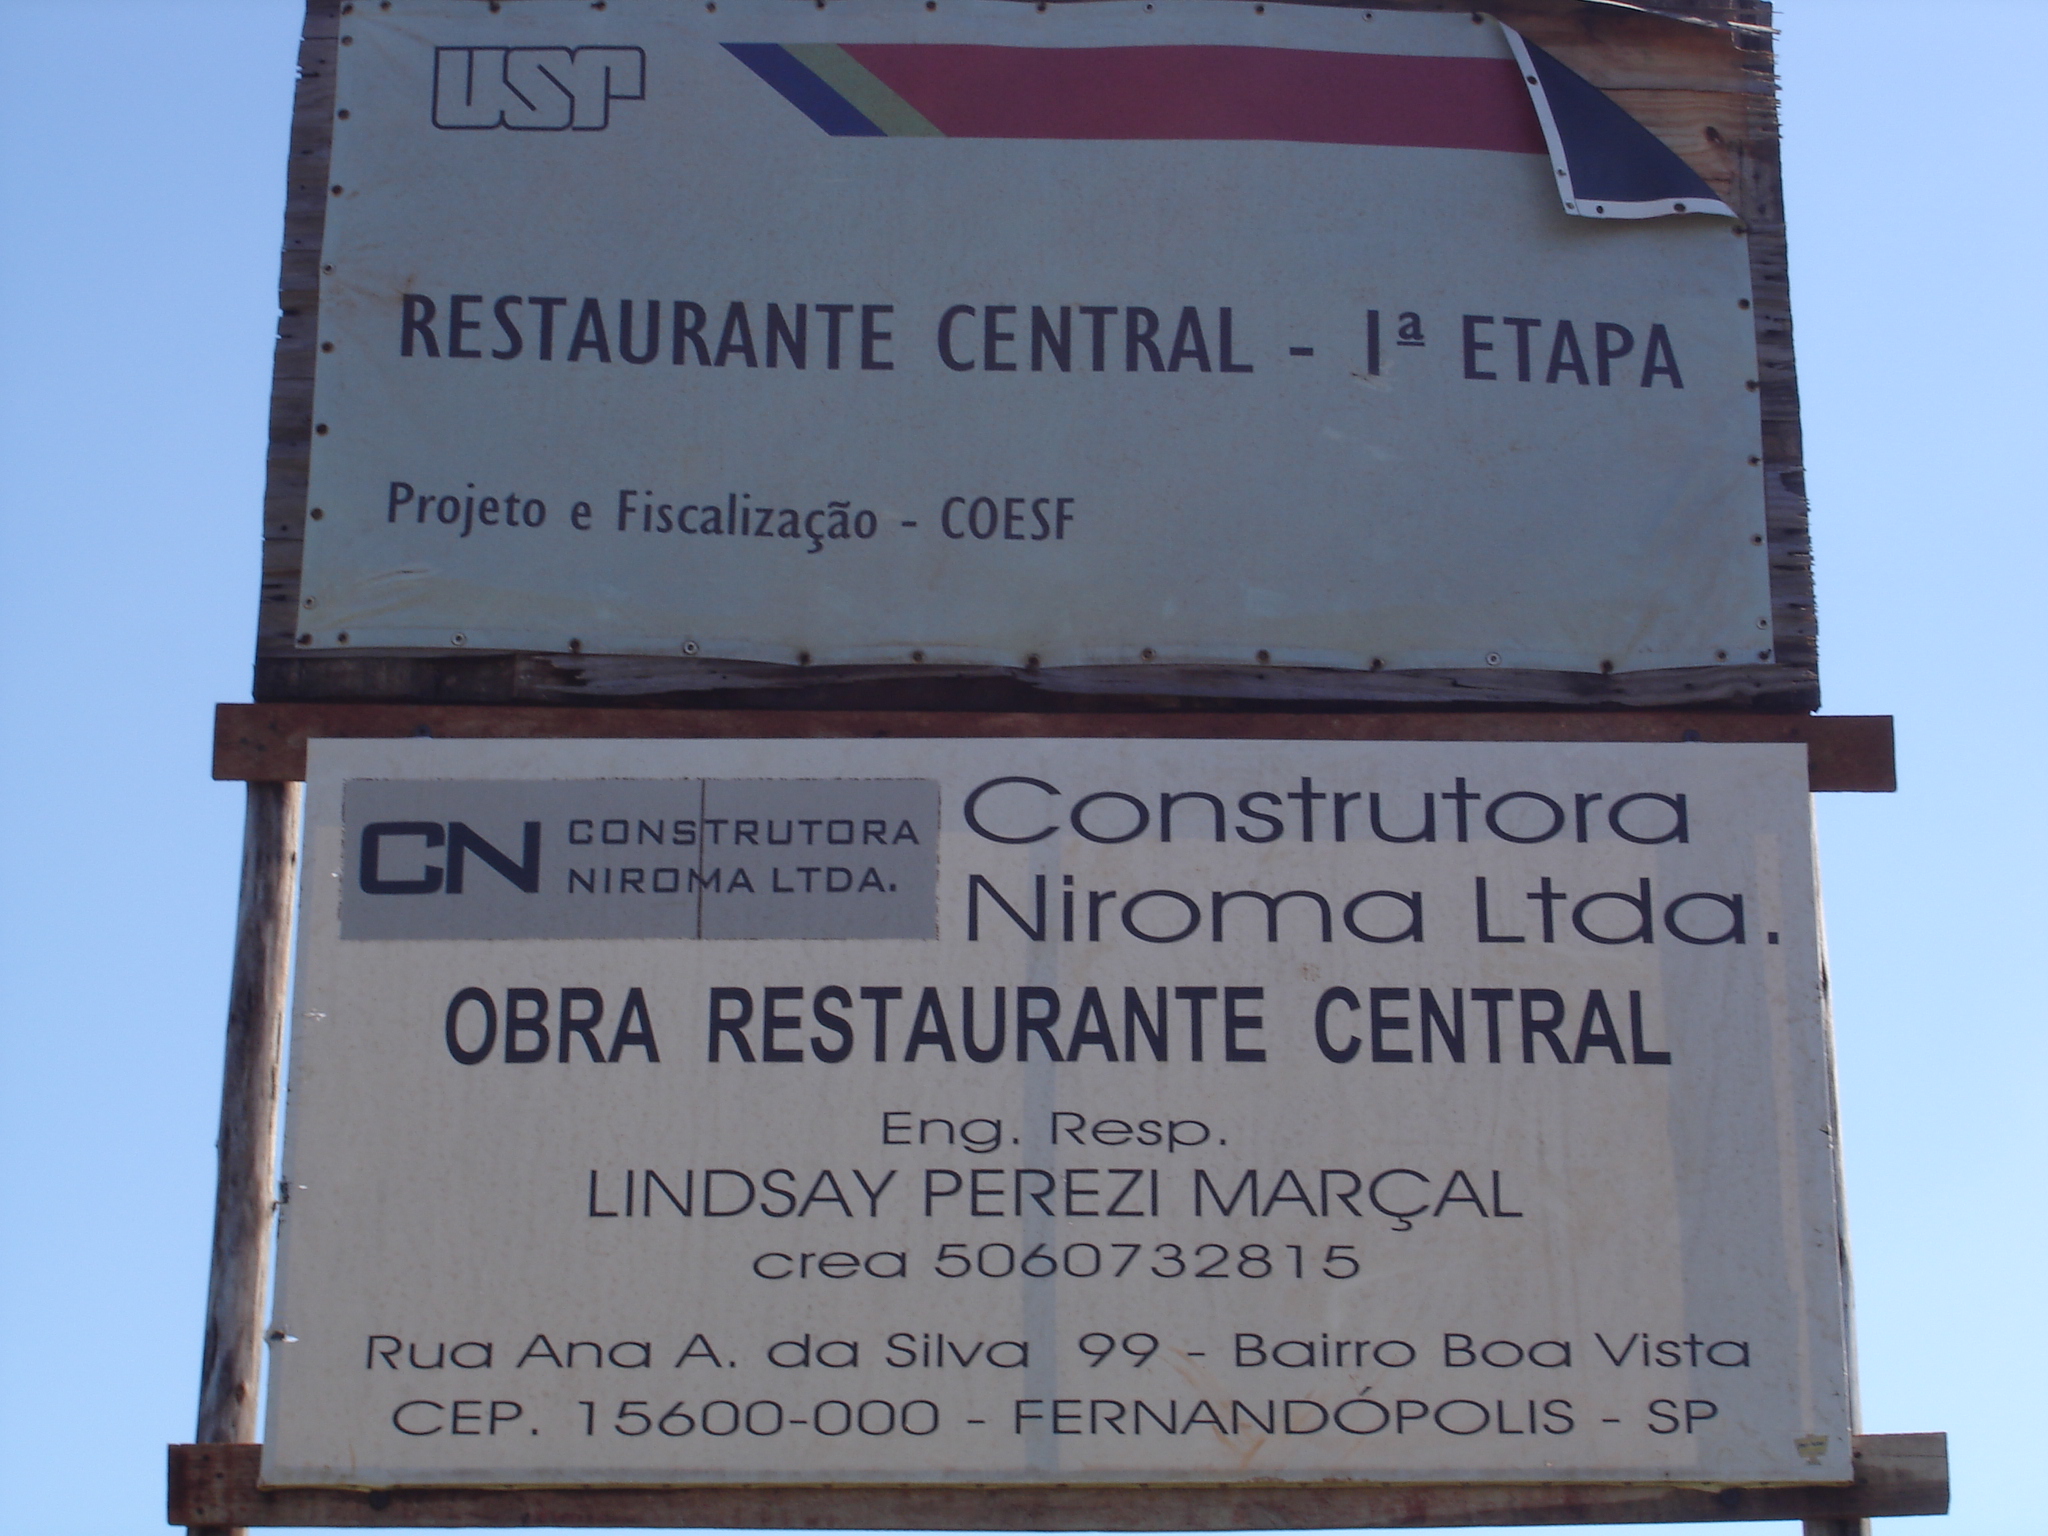 USP
RESTAURANTE CENTRAL - 1ª ETAPA
Projeto e Fiscalização - COESF
CN CONSTRUTORA
NIROMA LTDA.
Construtora
Niroma Ltda.
OBRA RESTAURANTE CENTRAL
Eng. Resp.
LINDSAY PEREZI MARÇAL
crea 5060732815
Rua Ana A. da Silva 99 - Bairro Boa Vista
CEP. 15600-000 - FERNANDÓPOLIS - SP